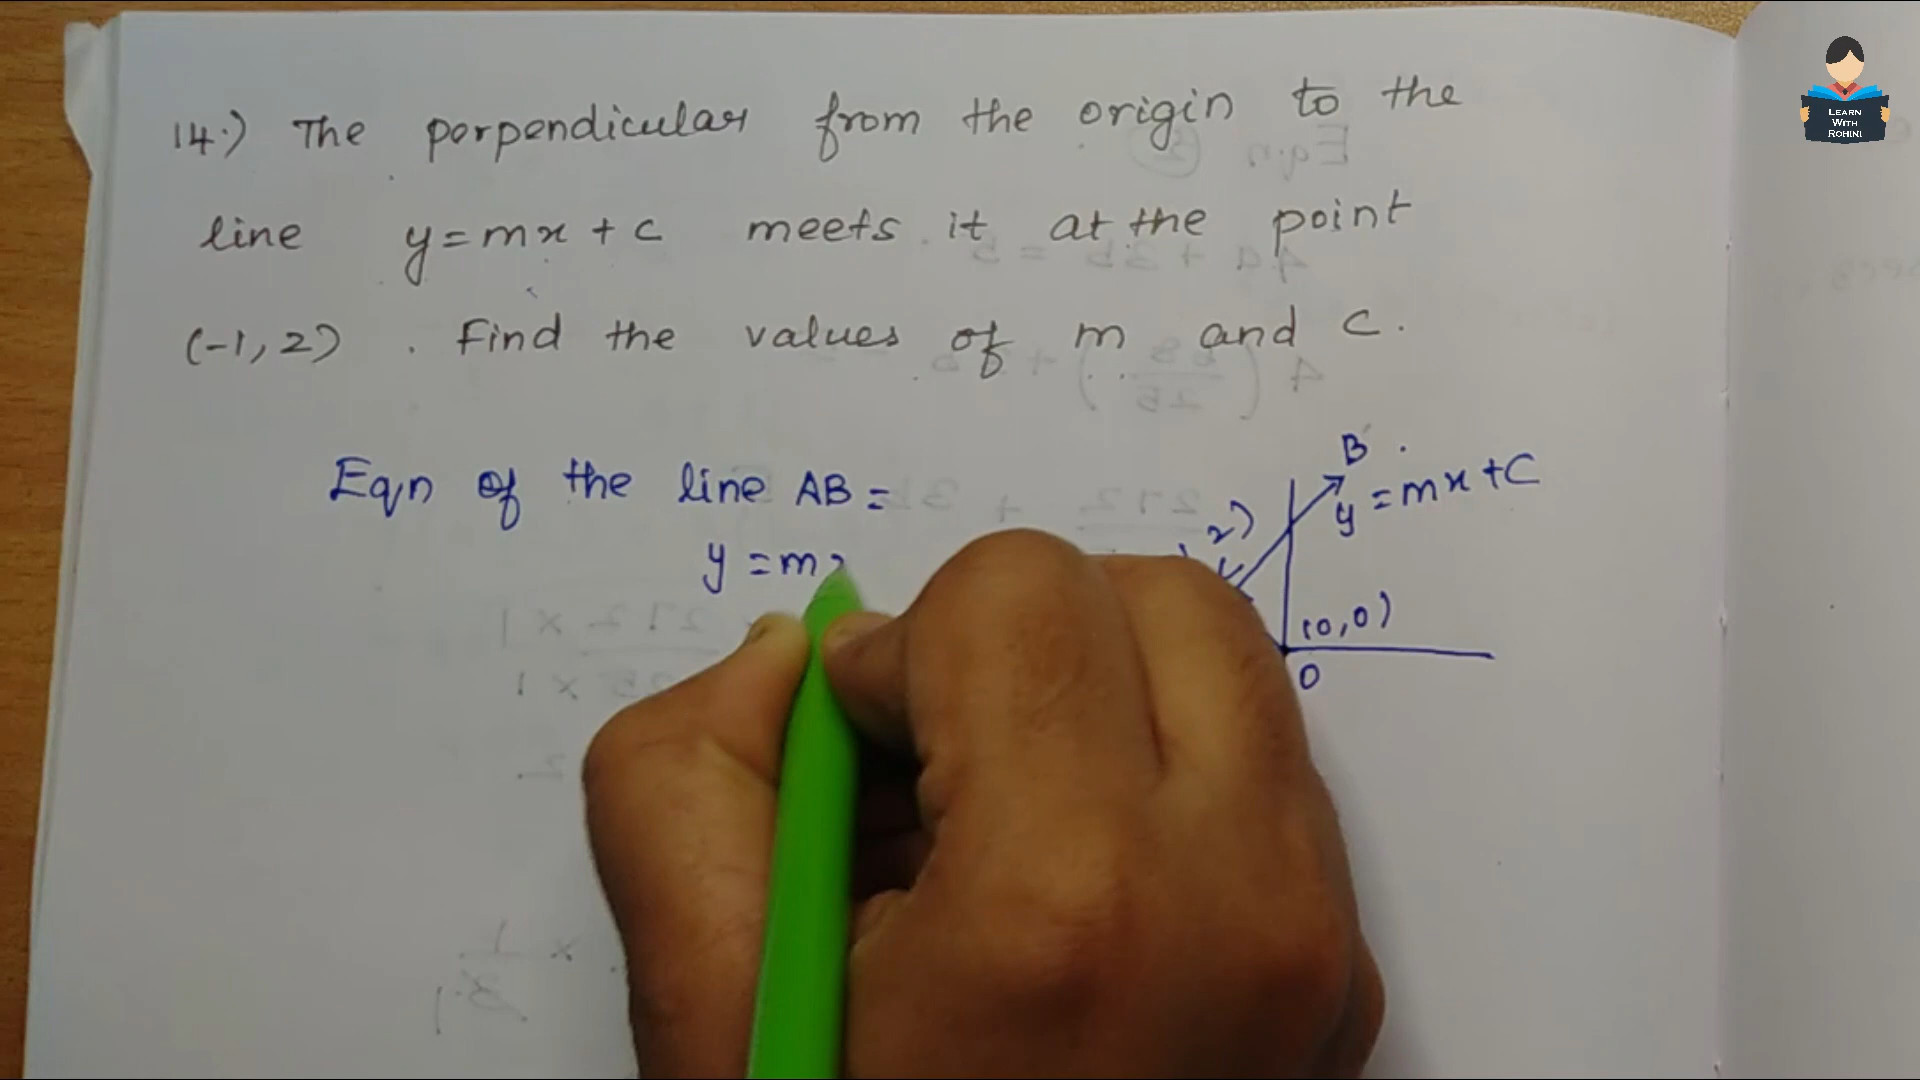 14.) The perpendicular from the origin to the
line y=mx+c meets it at the point
(-1,2). Find the values of m and c.
Eqn of the line AB =
y = m
B
y = mx+c
2)
(0,0)
O
LEARN
WITH
ROHINI